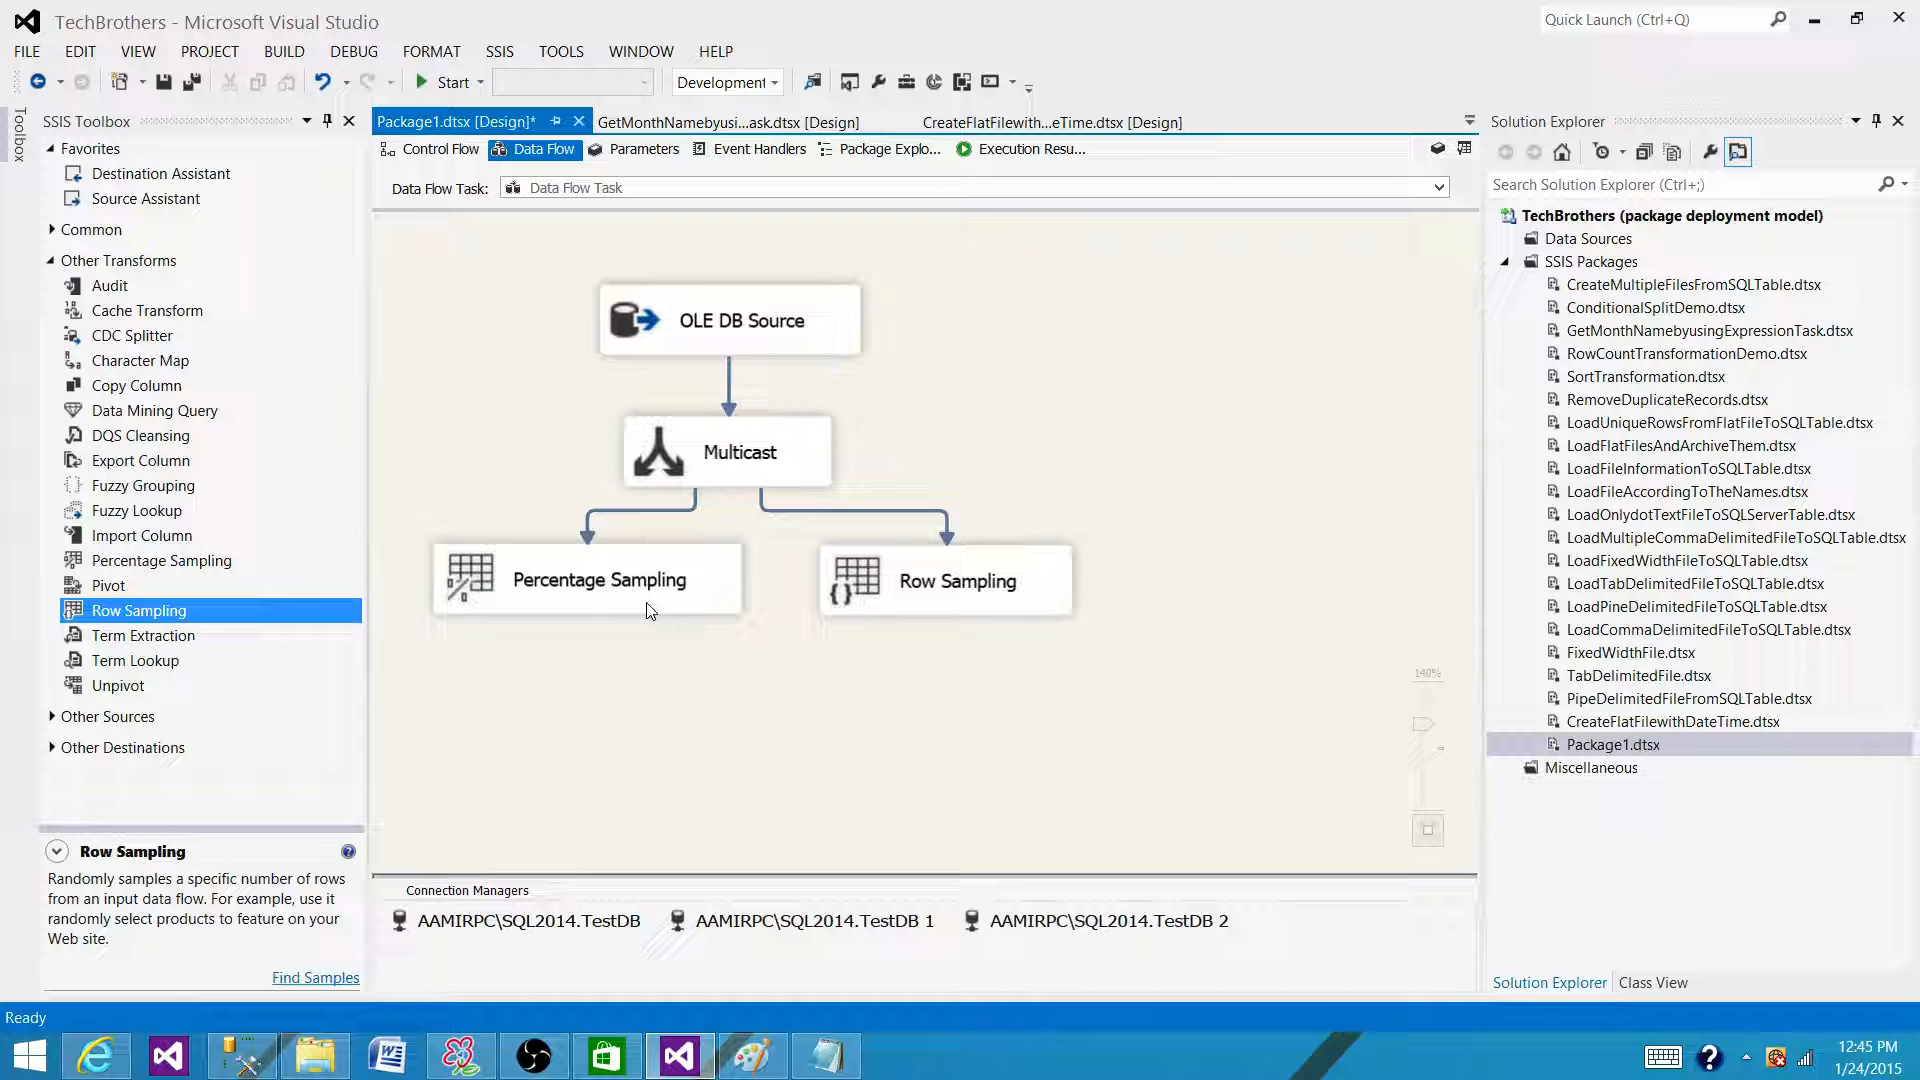 TechBrothers - Microsoft Visual Studio
Quick Launch (Ctrl+Q)
FILE EDIT VIEW PROJECT BUILD DEBUG FORMAT SSIS TOOLS WINDOW HELP
Start
Development
Toolbox
SSIS Toolbox
Favorites
Destination Assistant
Source Assistant
Common
Other Transforms
Audit
Cache Transform
CDC Splitter
Character Map
Copy Column
Data Mining Query
DQS Cleansing
Export Column
Fuzzy Grouping
Fuzzy Lookup
Import Column
Percentage Sampling
Pivot
Row Sampling
Term Extraction
Term Lookup
Unpivot
Other Sources
Other Destinations
Row Sampling
Randomly samples a specific number of rows
from an input data flow. For example, use it
randomly select products to feature on your
Web site.
Find Samples
Package1.dtsx [Design]* GetMonthNamebyusi...ask.dtsx [Design] CreateFlatFilewith...eTime.dtsx [Design]
Control Flow Data Flow Parameters Event Handlers Package Explo... Execution Resu...
Data Flow Task: Data Flow Task
OLE DB Source
Multicast
Percentage Sampling
Row Sampling
140%
Connection Managers
AAMIRPC\SQL2014.TestDB AAMIRPC\SQL2014.TestDB 1 AAMIRPC\SQL2014.TestDB 2
Solution Explorer
Search Solution Explorer (Ctrl+;)
TechBrothers (package deployment model)
Data Sources
SSIS Packages
CreateMultipleFilesFromSQLTable.dtsx
ConditionalSplitDemo.dtsx
GetMonthNamebyusingExpressionTask.dtsx
RowCountTransformationDemo.dtsx
SortTransformation.dtsx
RemoveDuplicateRecords.dtsx
LoadUniqueRowsFromFlatFileToSQLTable.dtsx
LoadFlatFilesAndArchiveThem.dtsx
LoadFileInformationToSQLTable.dtsx
LoadFileAccordingToTheNames.dtsx
LoadOnlydotTextFileToSQLServerTable.dtsx
LoadMultipleCommaDelimitedFileToSQLTable.dtsx
LoadFixedWidthFileToSQLTable.dtsx
LoadTabDelimitedFileToSQLTable.dtsx
LoadPineDelimitedFileToSQLTable.dtsx
LoadCommaDelimitedFileToSQLTable.dtsx
FixedWidthFile.dtsx
TabDelimitedFile.dtsx
PipeDelimitedFileFromSQLTable.dtsx
CreateFlatFilewithDateTime.dtsx
Package1.dtsx
Miscellaneous
Solution Explorer Class View
Ready
12:45 PM
1/24/2015